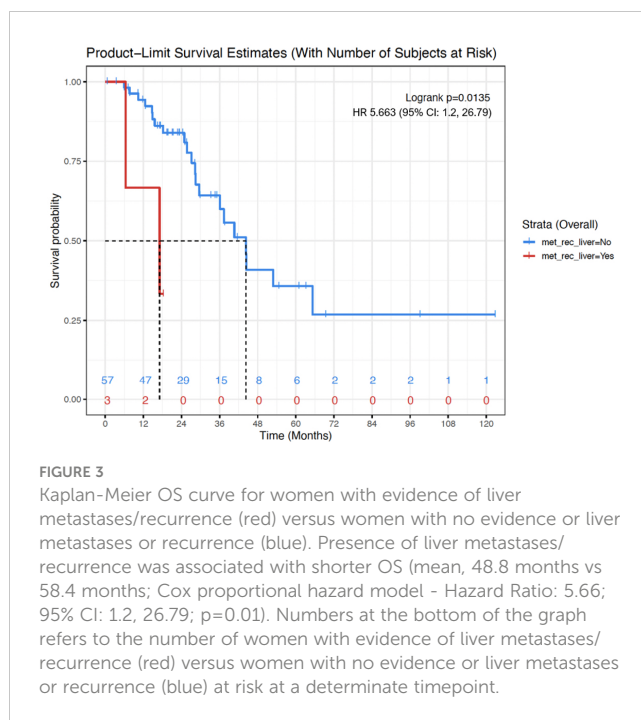 Product-Limit Survival Estimates (With Number of Subjects at Risk)
Logrank p=0.0135
HR 5.663 (95% CI: 1.2, 26.79)
1.00
0.75
0.50
0.25
0.00
Survival probability
57 47 29 15 8 6 2 2 2 1 1
3 2 0 0 0 0 0 0 0 0 0
0 12 24 36 48 60 72 84 96 108 120
Time (Months)
Strata (Overall)
met_rec_liver=No
met_rec_liver=Yes
FIGURE 3
Kaplan-Meier OS curve for women with evidence of liver
metastases/recurrence (red) versus women with no evidence or liver
metastases or recurrence (blue). Presence of liver metastases/
recurrence was associated with shorter OS (mean, 48.8 months vs
58.4 months; Cox proportional hazard model - Hazard Ratio: 5.66;
95% CI: 1.2, 26.79; p=0.01). Numbers at the bottom of the graph
refers to the number of women with evidence of liver metastases/
recurrence (red) versus women with no evidence or liver metastases
or recurrence (blue) at risk at a determinate timepoint.